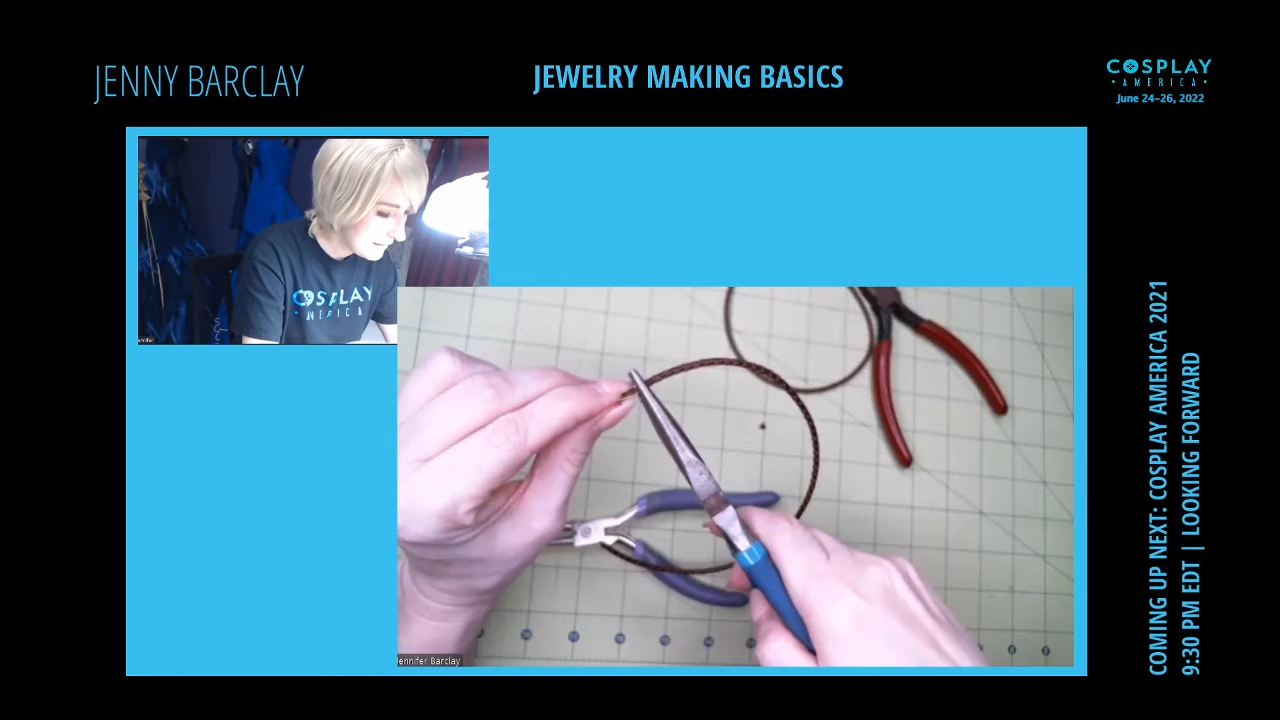 JENNY BARCLAY
JEWELRY MAKING BASICS
COSPLAY
AMERICA
June 24-26, 2022
COSPLAY
AMERICA
Jennifer Barclay
COMING UP NEXT: COSPLAY AMERICA 2021
9:30 PM EDT | LOOKING FORWARD